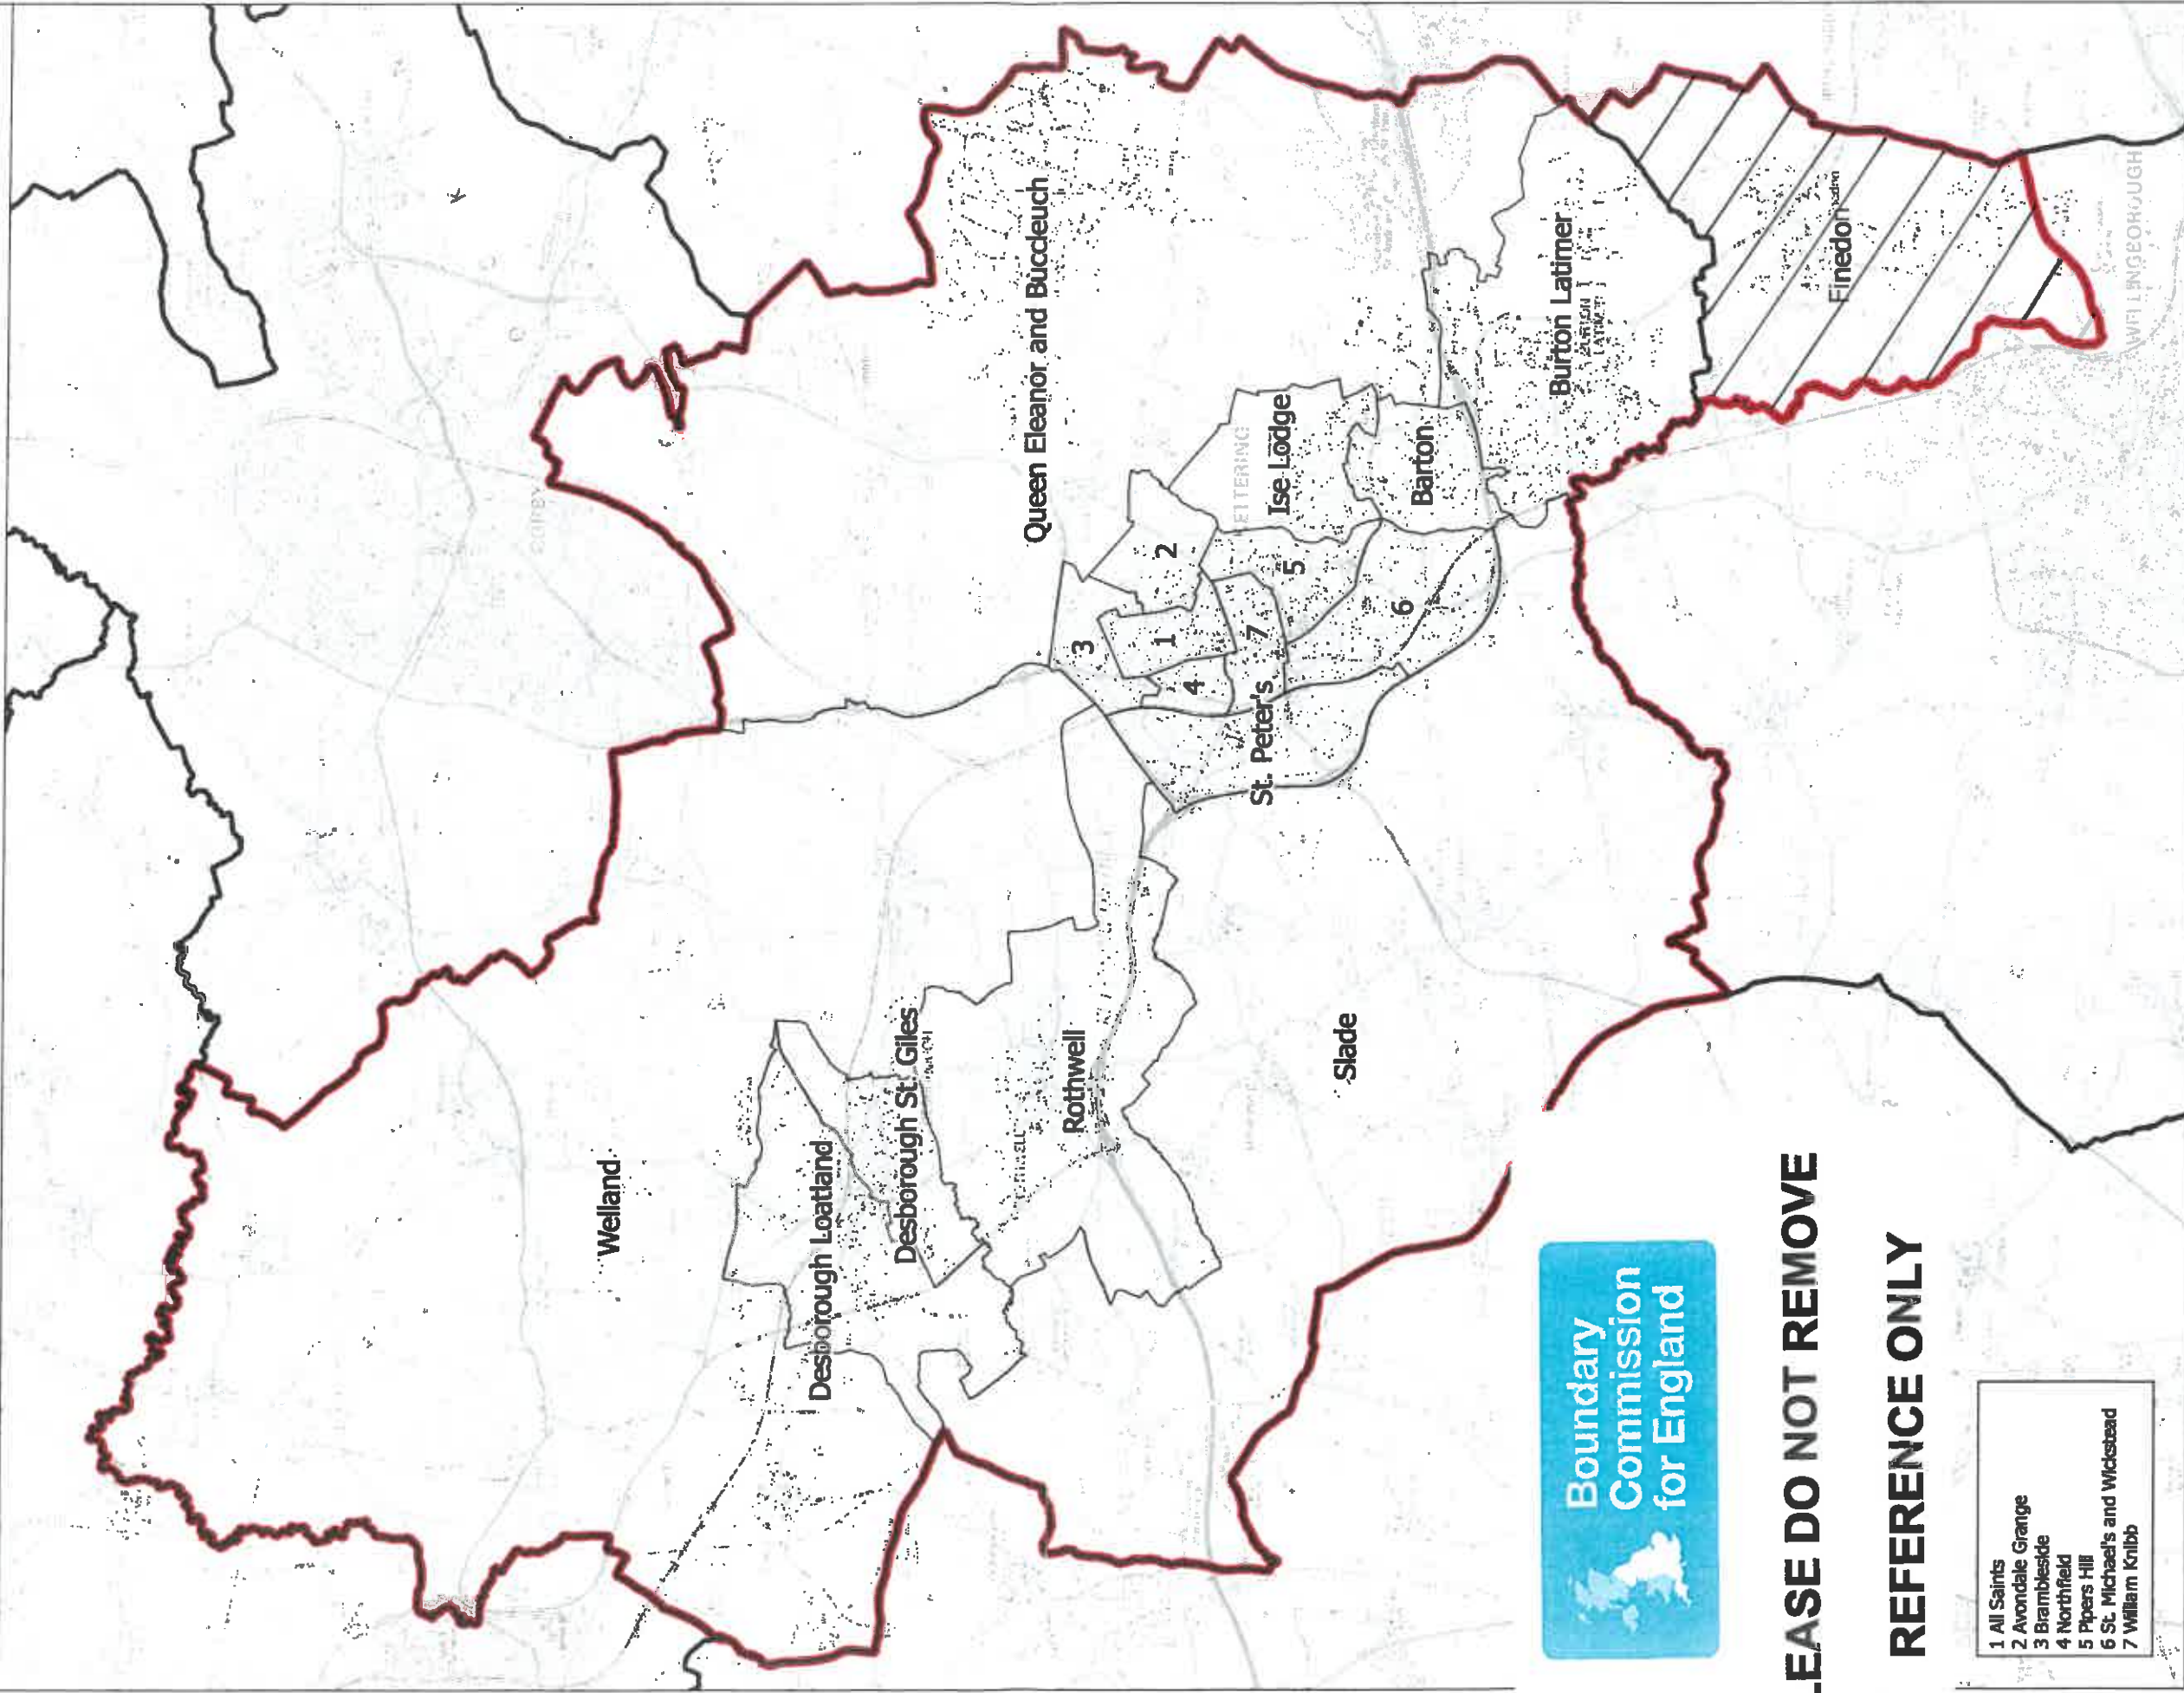 Welland
Desborough Loatland
Desborough St. Giles
Rothwell
Slade
Queen Eleanor and Buccleuch
3
2
1
4
7
5
6
St. Peter's
Ise Lodge
Barton
Burton Latimer
Finedon
WELLINGBOROUGH
Boundary
Commission
for England
LEASE DO NOT REMOVE
REFERENCE ONLY
1 All Saints
2 Avondale Grange
3 Brambleside
4 Northfield
5 Pipers Hill
6 St. Michael's and Wicksteed
7 William Knibb